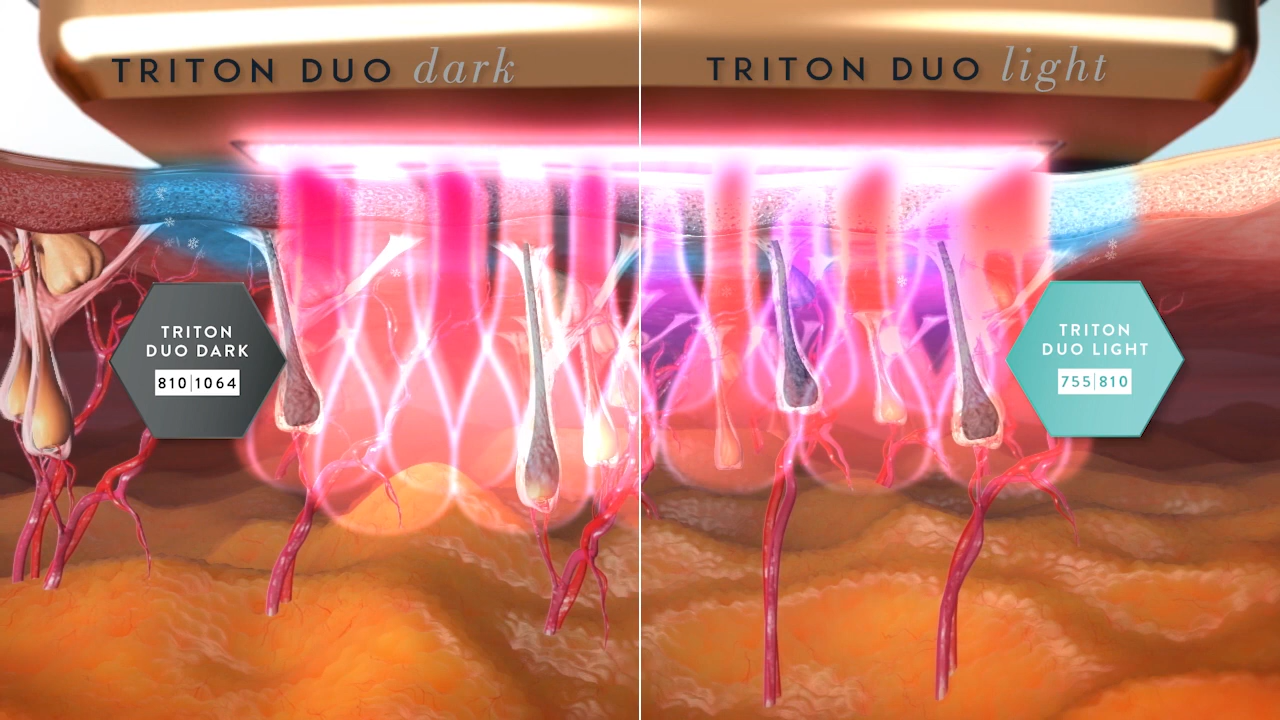 TRITON DUO dark
TRITON DUO light
TRITON
DUO DARK
810|1064
TRITON
DUO LIGHT
755|810